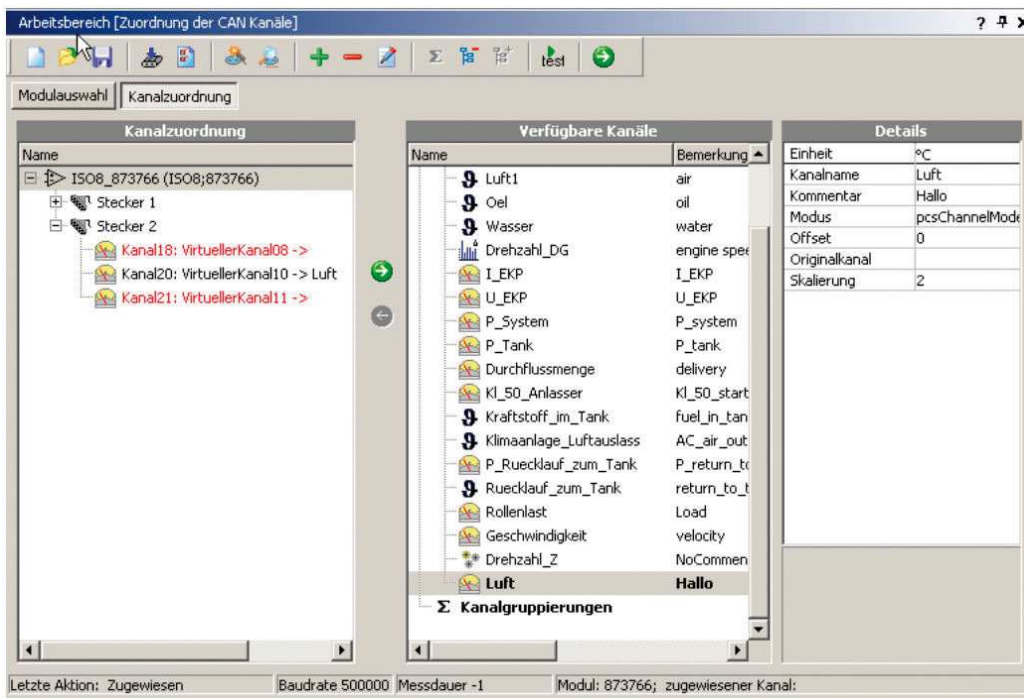 Arbeitsbereich [Zuordnung der CAN Kanäle]
test
Modulauswahl Kanalzuordnung
Kanalzuordnung
Name
ISO8_873766 (ISO8;873766)
Stecker 1
Stecker 2
Kanal18: VirtuellerKanal08 ->
Kanal20: VirtuellerKanal10 -> Luft
Kanal21: VirtuellerKanal11 ->
Verfügbare Kanäle
Name Bemerkung
Luft1 air
Oel oil
Wasser water
Drehzahl_DG engine spee
I_EKP I_EKP
U_EKP U_EKP
P_System P_system
P_Tank P_tank
Durchflussmenge delivery
Kl_50_Anlasser Kl_50_start
Kraftstoff_im_Tank fuel_in_tan
Klimaanlage_Luftauslass AC_air_out
P_Ruecklauf_zum_Tank P_return_to
Ruecklauf_zum_Tank return_to_t
Rollenlast Load
Geschwindigkeit velocity
Drehzahl_Z NoCommen
Luft Hallo
Σ Kanalgruppierungen
Details
Einheit °C
Kanalname Luft
Kommentar Hallo
Modus pcsChannelMode
Offset 0
Originalkanal
Skalierung 2
Letzte Aktion: Zugewiesen Baudrate 500000 Messdauer -1 Modul: 873766; zugewiesener Kanal: